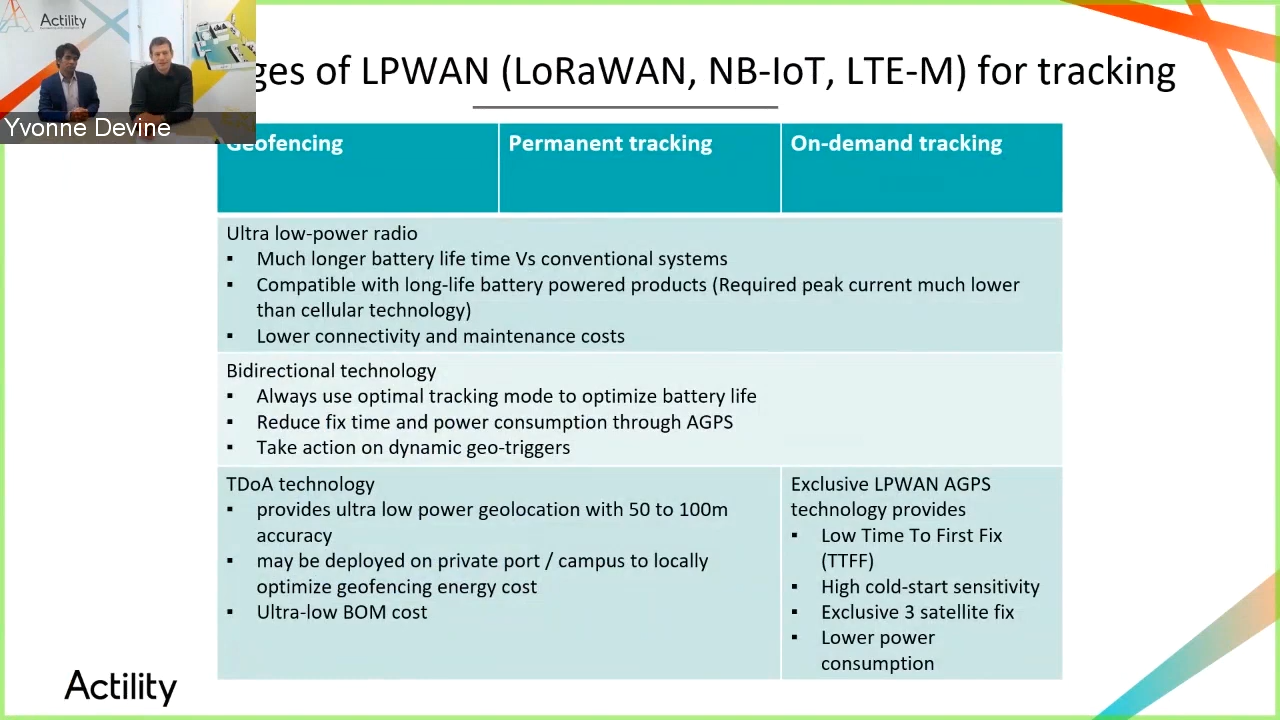 Actility
ges of LPWAN (LoRaWAN, NB-IoT, LTE-M) for tracking
Yvonne Devine
Geofencing
Permanent tracking
On-demand tracking
Ultra low-power radio
▪ Much longer battery life time Vs conventional systems
▪ Compatible with long-life battery powered products (Required peak current much lower
than cellular technology)
▪ Lower connectivity and maintenance costs
Bidirectional technology
▪ Always use optimal tracking mode to optimize battery life
▪ Reduce fix time and power consumption through AGPS
▪ Take action on dynamic geo-triggers
TDoA technology
▪ provides ultra low power geolocation with 50 to 100m
accuracy
▪ may be deployed on private port / campus to locally
optimize geofencing energy cost
▪ Ultra-low BOM cost
Exclusive LPWAN AGPS
technology provides
▪ Low Time To First Fix
(TTFF)
▪ High cold-start sensitivity
▪ Exclusive 3 satellite fix
▪ Lower power
consumption
Actility